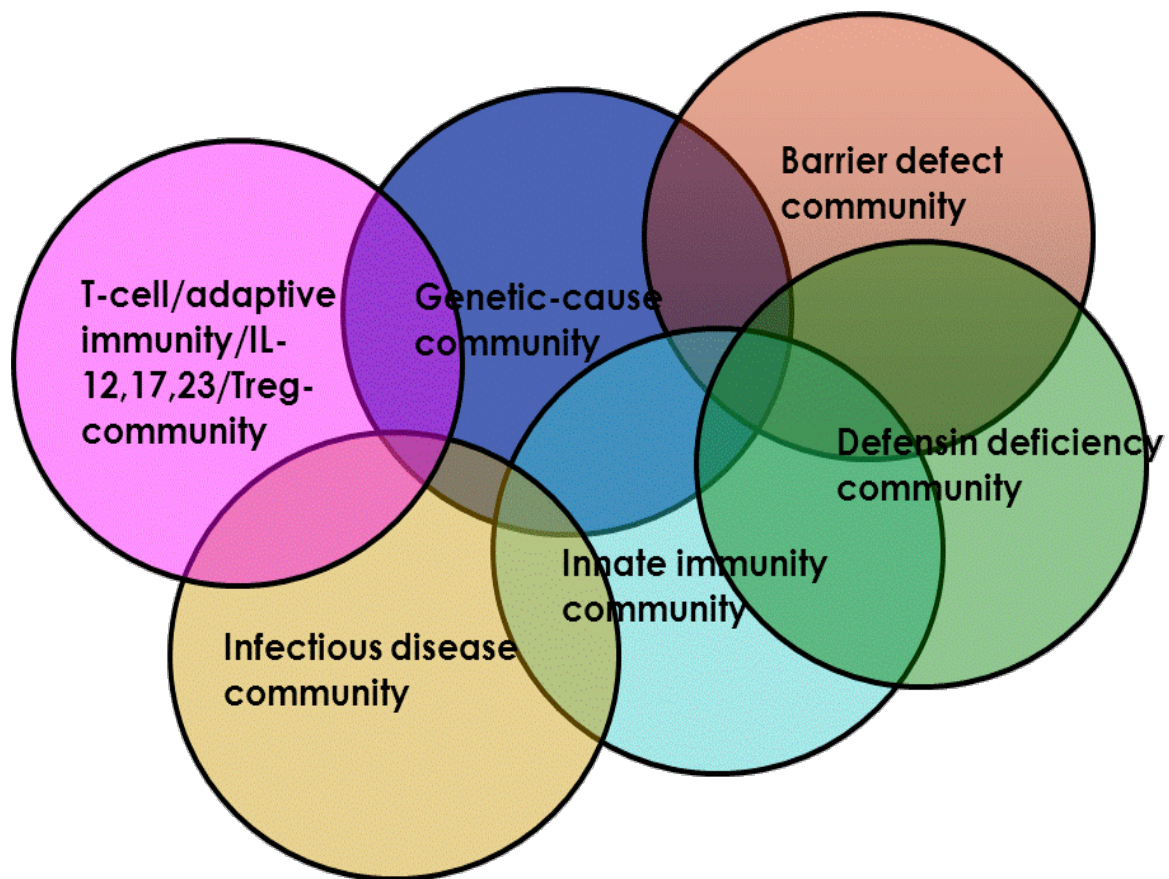 Barrier defect
community
T-cell/adaptive
immunity/IL-
12,17,23/Treg-
community
Genetic-cause
community
Defensin deficiency
community
Innate immunity
community
Infectious disease
community